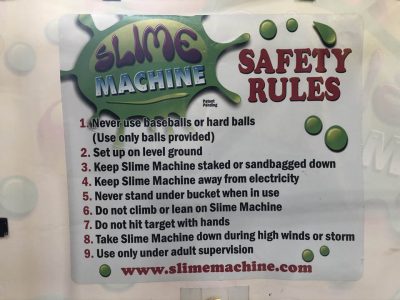 SLIME
MACHINE
Patent
Pending
SAFETY
RULES
1. Never use baseballs or hard balls
(Use only balls provided)
2. Set up on level ground
3. Keep Slime Machine staked or sandbagged down
4. Keep Slime Machine away from electricity
5. Never stand under bucket when in use
6. Do not climb or lean on Slime Machine
7. Do not hit target with hands
8. Take Slime Machine down during high winds or storm
9. Use only under adult supervision
www.slimemachine.com